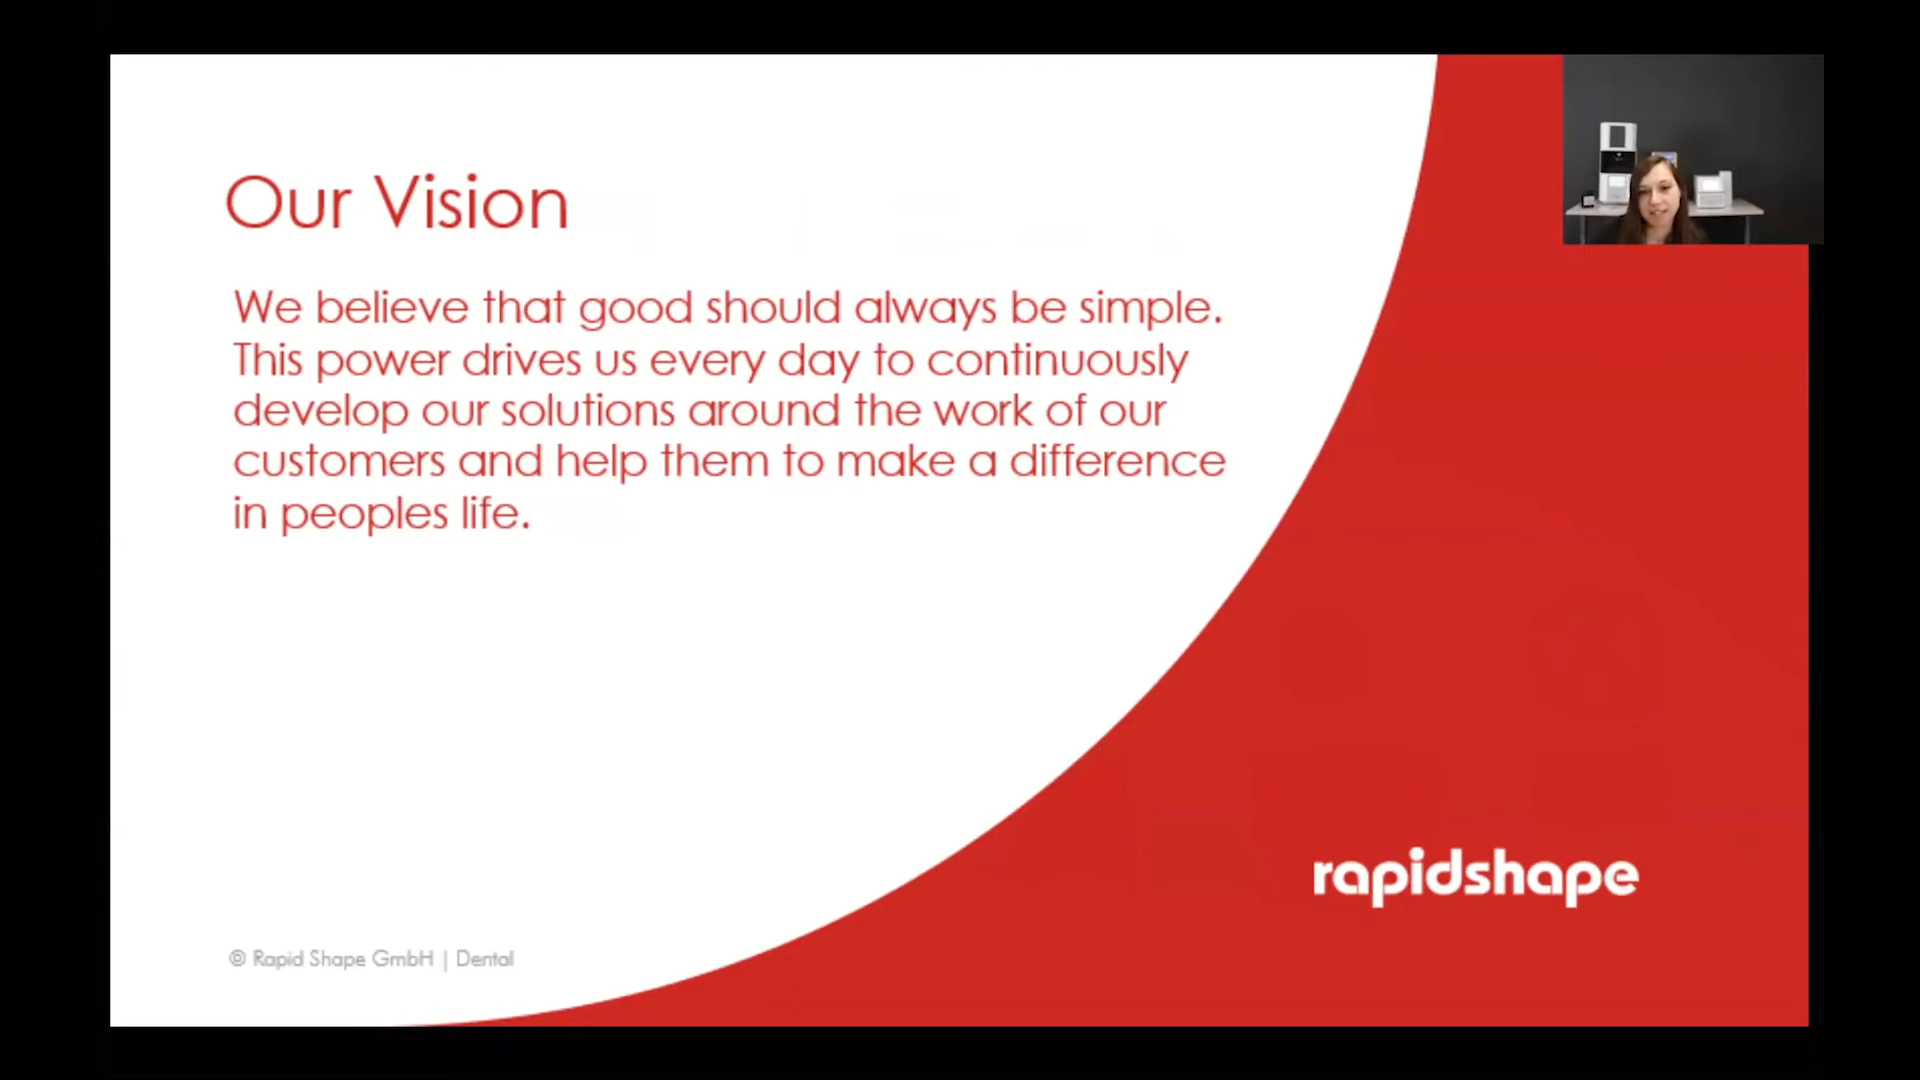 Our Vision
We believe that good should always be simple.
This power drives us every day to continuously
develop our solutions around the work of our
customers and help them to make a difference
in peoples life.
rapidshape
© Rapid Shape GmbH | Dental